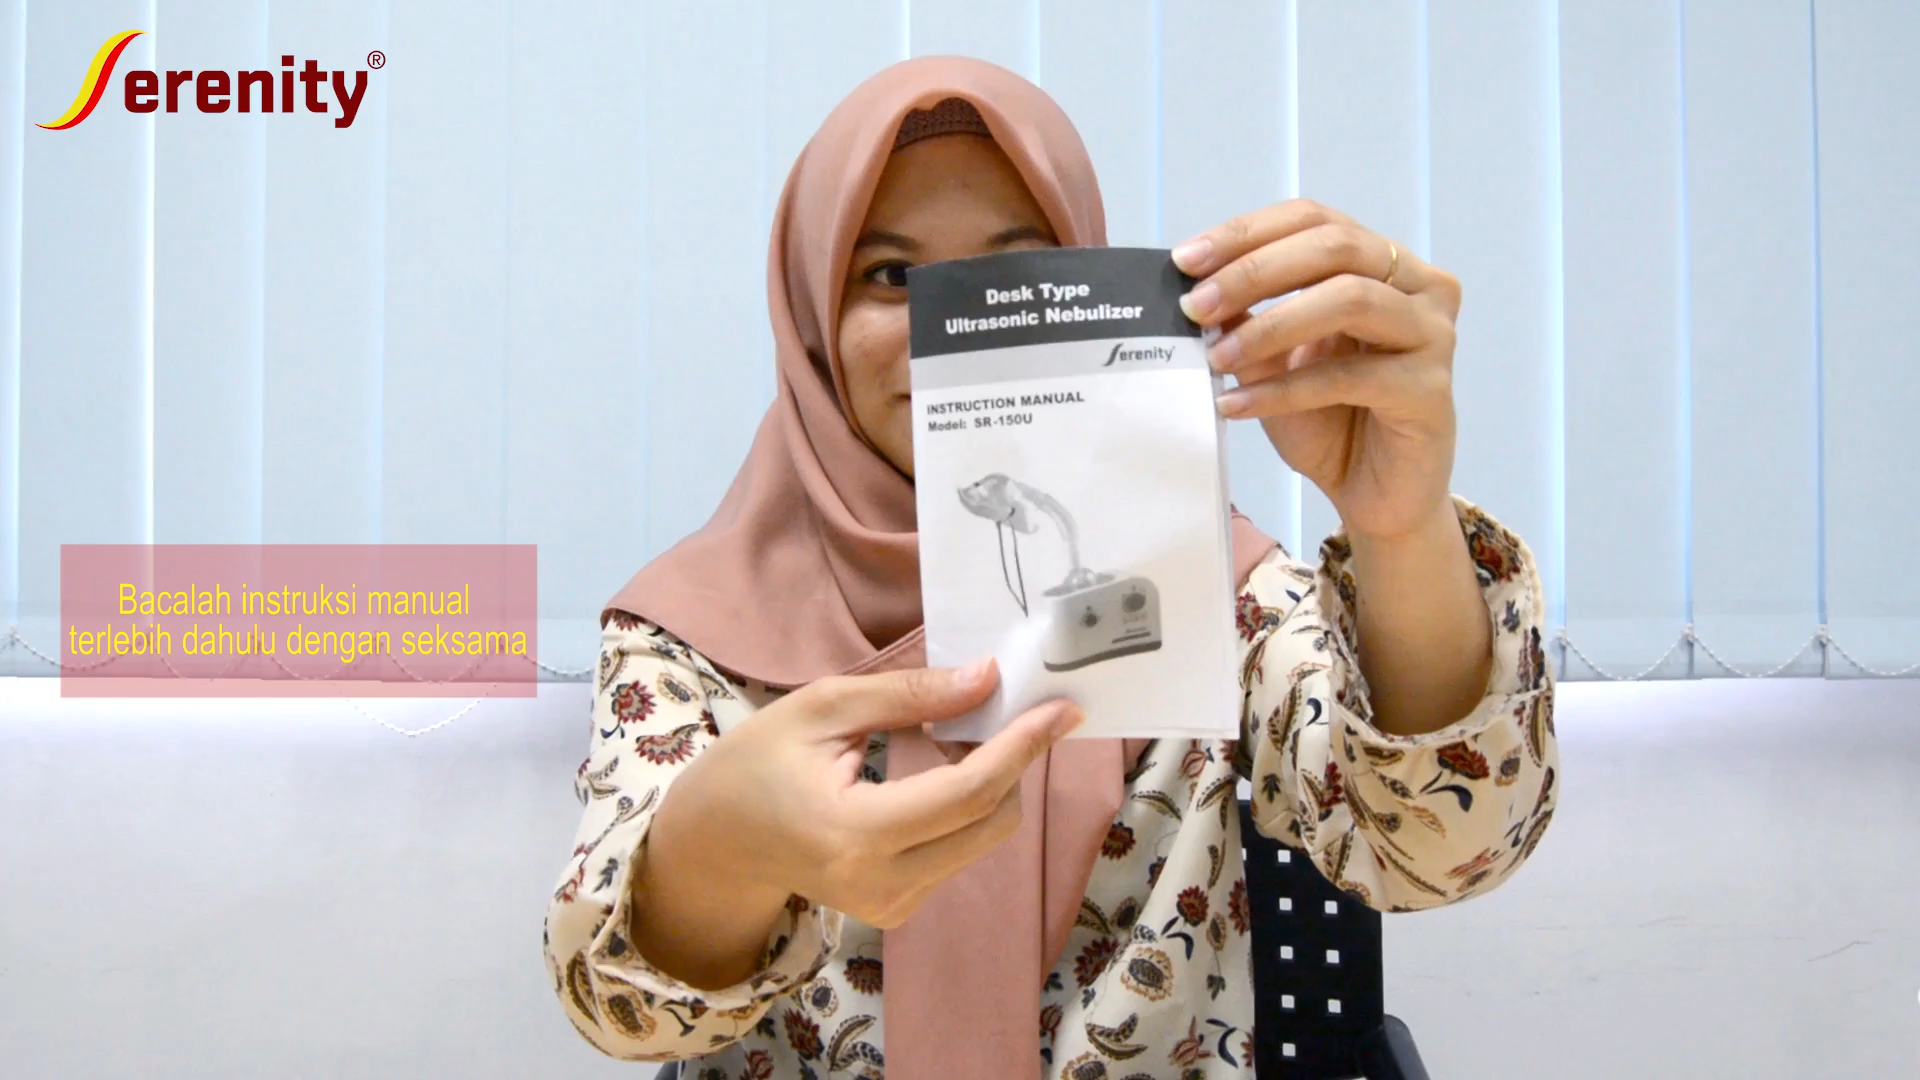 Serenity®
Desk Type
Ultrasonic Nebulizer
Serenity
INSTRUCTION MANUAL
Model: SR-150U
Bacalah instruksi manual
terlebih dahulu dengan seksama